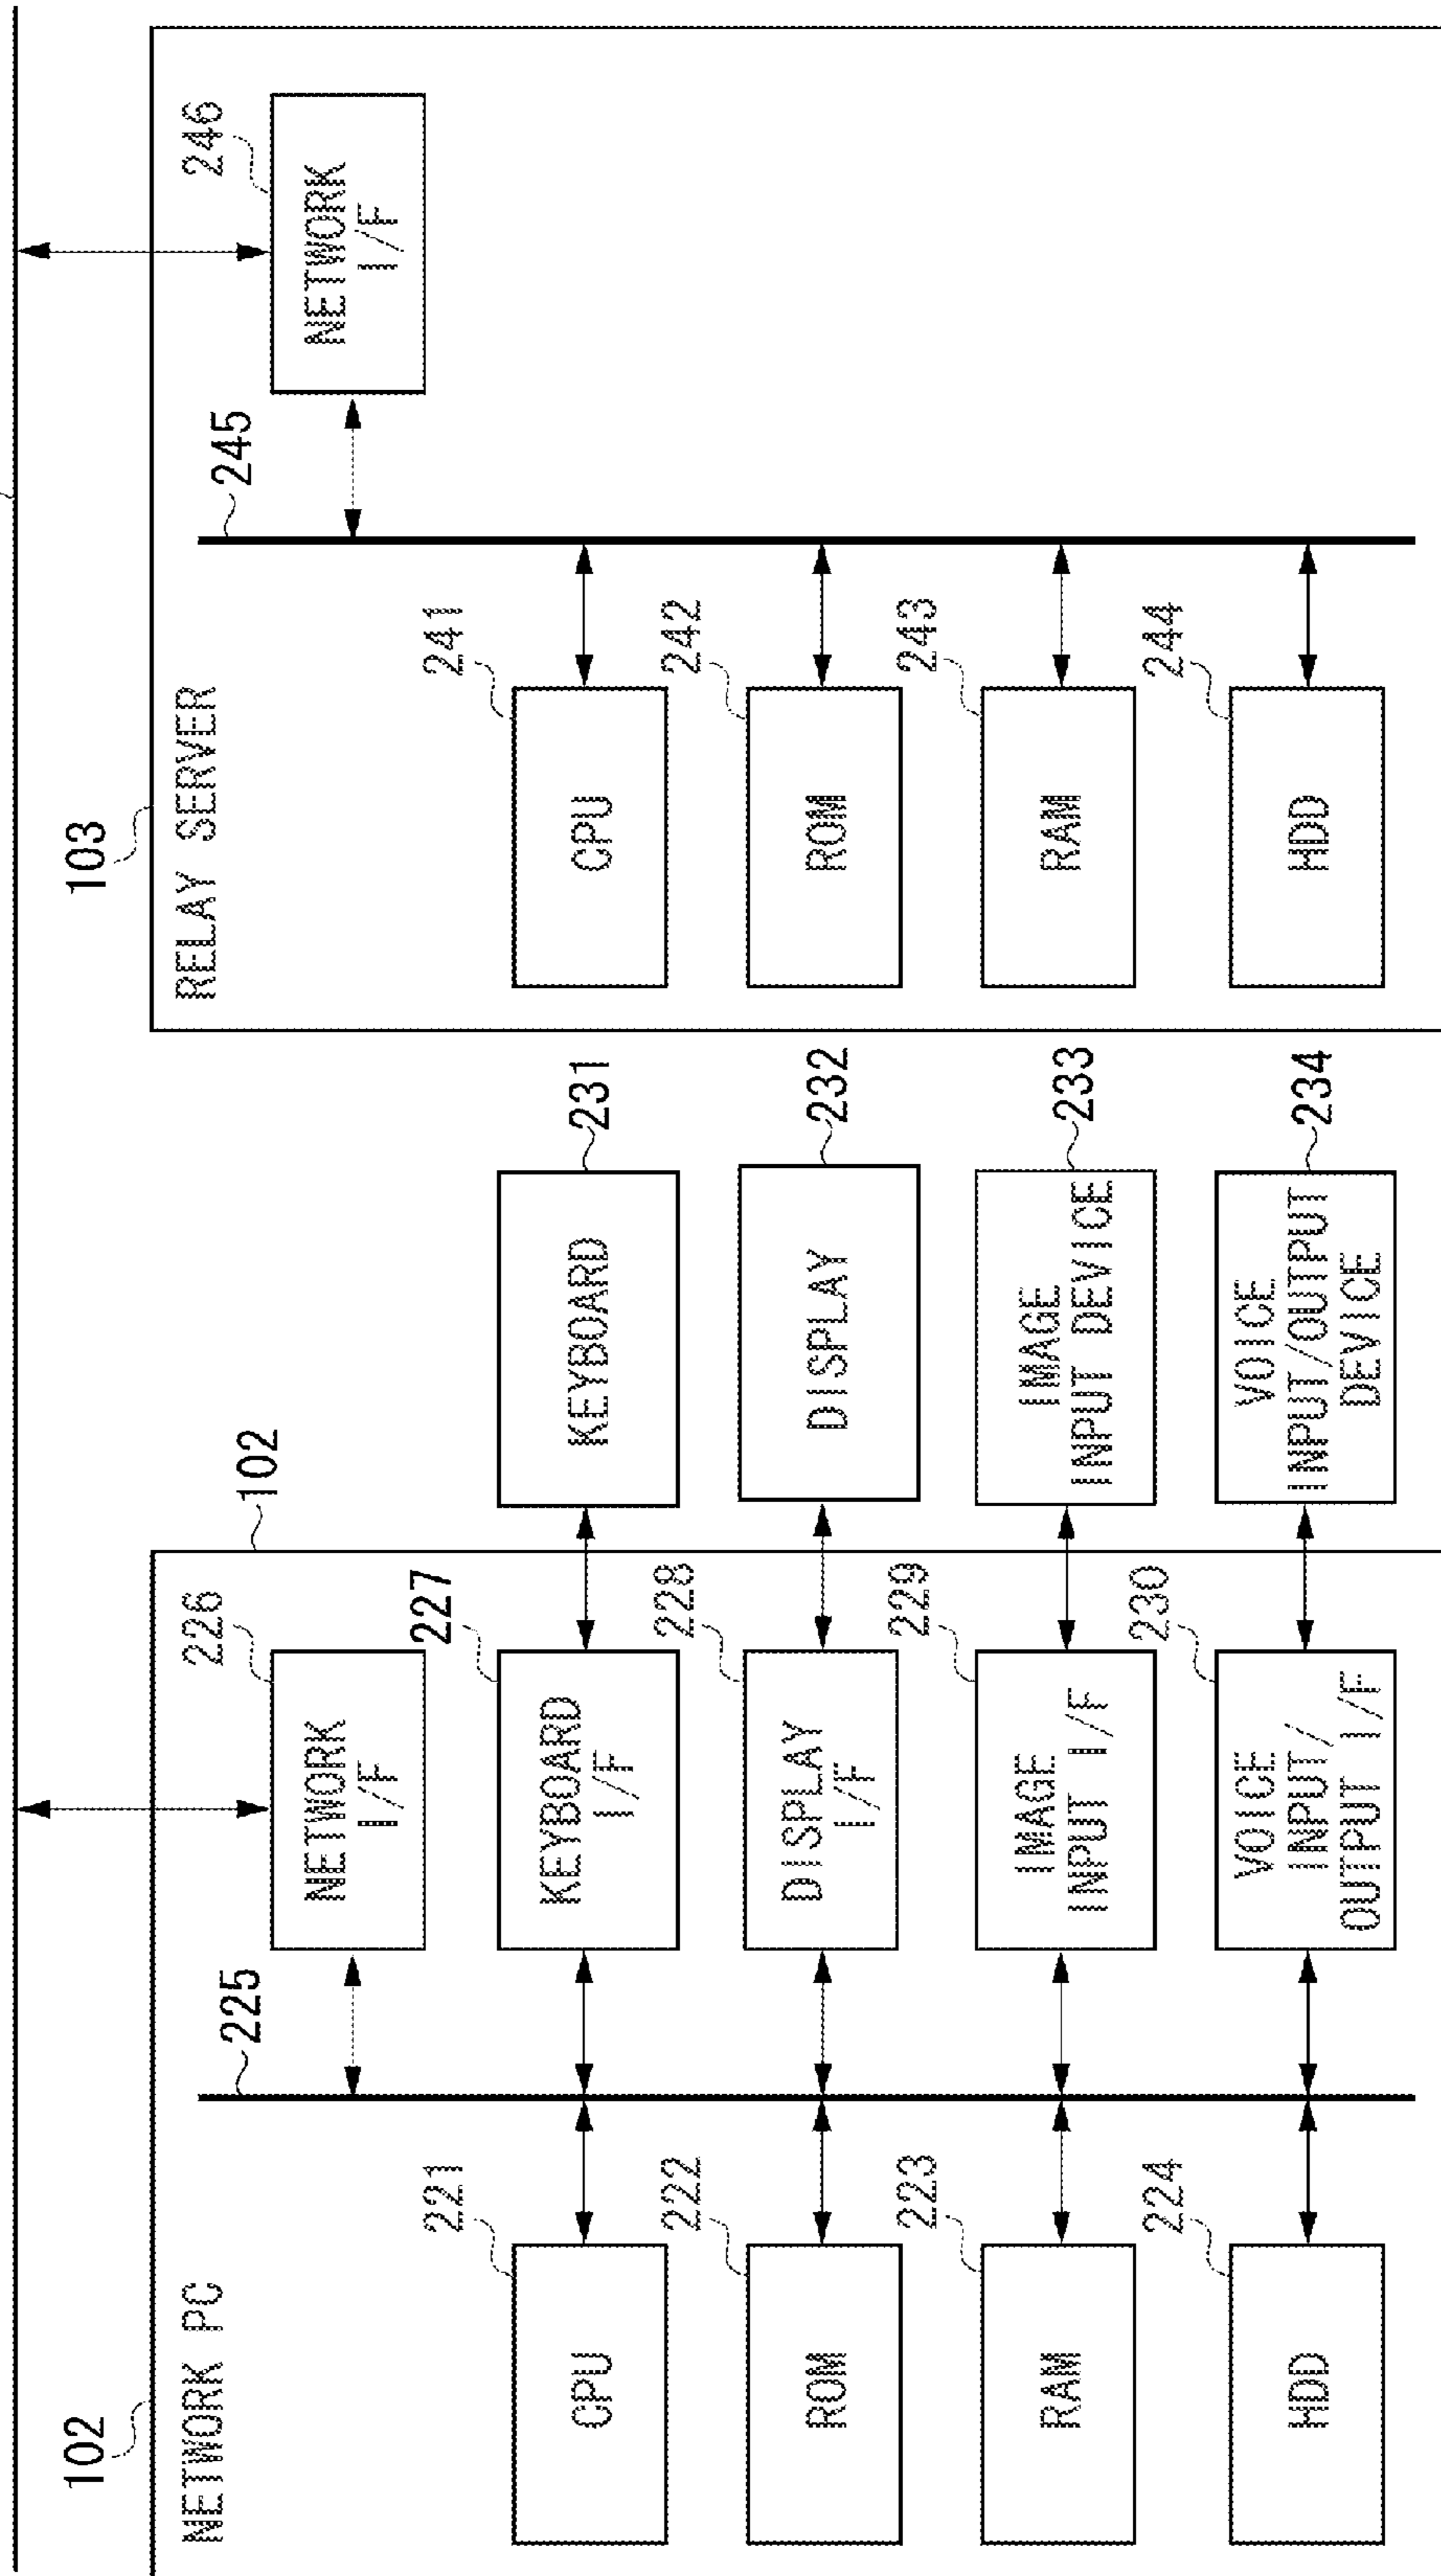 102
NETWORK PC
102
225
226
NETWORK
I/F
221
CPU
227
KEYBOARD
I/F
KEYBOARD
231
222
ROM
228
DISPLAY
I/F
DISPLAY
232
223
RAM
229
IMAGE
INPUT I/F
IMAGE
INPUT DEVICE
233
224
HDD
230
VOICE
INPUT/
OUTPUT I/F
VOICE
INPUT/OUTPUT
DEVICE
234
103
RELAY SERVER
245
246
NETWORK
I/F
241
CPU
242
ROM
243
RAM
244
HDD